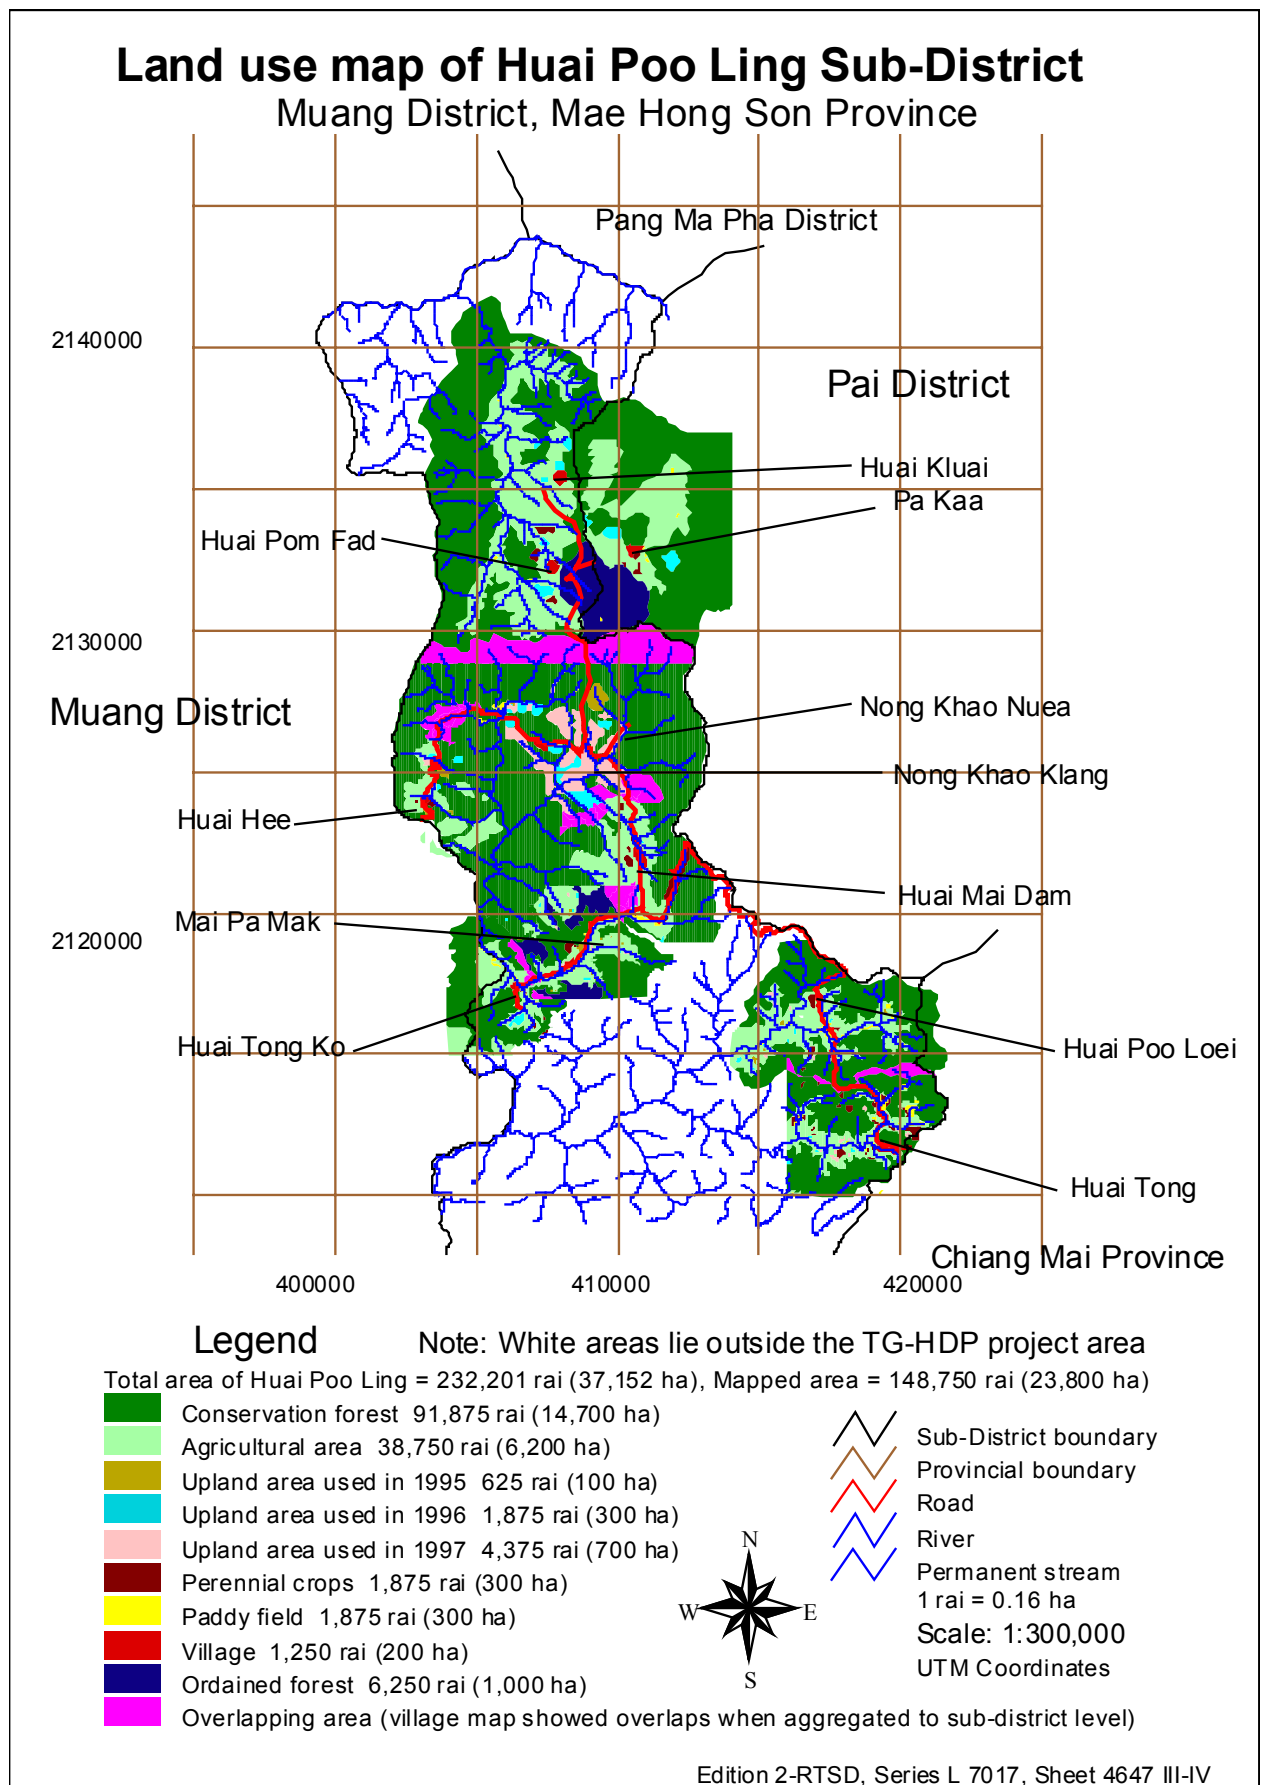 Land use map of Huai Poo Ling Sub-District
Muang District, Mae Hong Son Province
Pang Ma Pha District
2140000
Pai District
Huai Kluai
Pa Kaa
Huai Pom Fad
2130000
Muang District
Nong Khao Nuea
Nong Khao Klang
Huai Hee
Huai Mai Dam
Mai Pa Mak
2120000
Huai Tong Ko
Huai Poo Loei
Huai Tong
Chiang Mai Province
400000 410000 420000
Legend Note: White areas lie outside the TG-HDP project area
Total area of Huai Poo Ling = 232,201 rai (37,152 ha), Mapped area = 148,750 rai (23,800 ha)
Conservation forest 91,875 rai (14,700 ha)
Agricultural area 38,750 rai (6,200 ha)
Upland area used in 1995 625 rai (100 ha)
Upland area used in 1996 1,875 rai (300 ha)
Upland area used in 1997 4,375 rai (700 ha)
Perennial crops 1,875 rai (300 ha)
Paddy field 1,875 rai (300 ha)
Village 1,250 rai (200 ha)
Ordained forest 6,250 rai (1,000 ha)
Overlapping area (village map showed overlaps when aggregated to sub-district level)
N
W E
S
Sub-District boundary
Provincial boundary
Road
River
Permanent stream
1 rai = 0.16 ha
Scale: 1:300,000
UTM Coordinates
Edition 2-RTSD, Series L 7017, Sheet 4647 III-IV